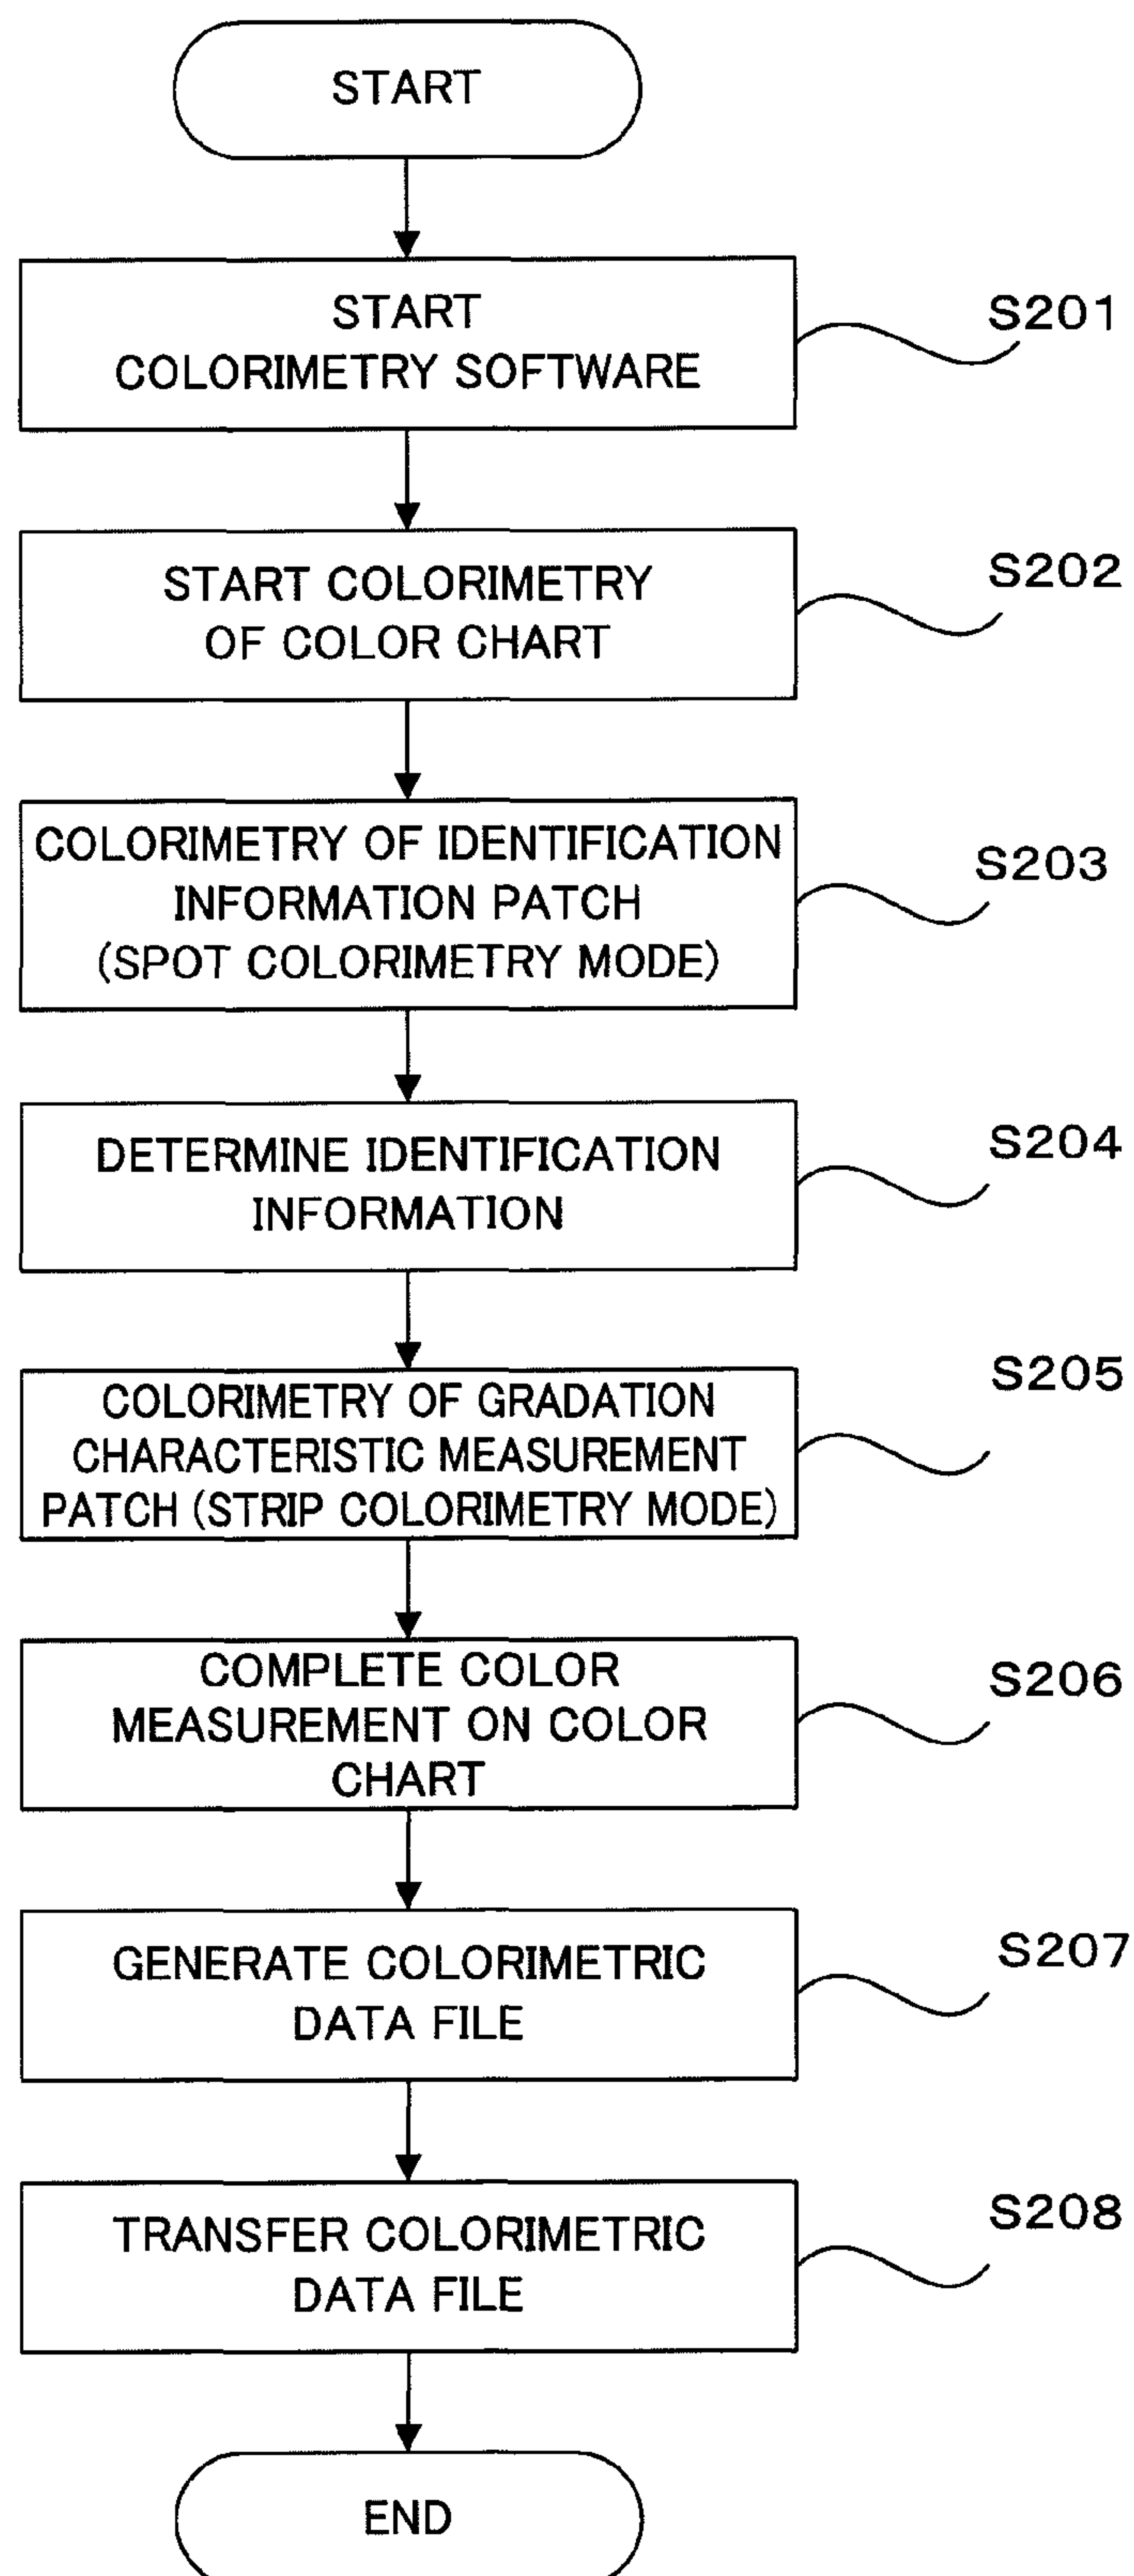 START
START
COLORIMETRY SOFTWARE
S201
START COLORIMETRY
OF COLOR CHART
S202
COLORIMETRY OF IDENTIFICATION
INFORMATION PATCH
(SPOT COLORIMETRY MODE)
S203
DETERMINE IDENTIFICATION
INFORMATION
S204
COLORIMETRY OF GRADATION
CHARACTERISTIC MEASUREMENT
PATCH (STRIP COLORIMETRY MODE)
S205
COMPLETE COLOR
MEASUREMENT ON COLOR
CHART
S206
GENERATE COLORIMETRIC
DATA FILE
S207
TRANSFER COLORIMETRIC
DATA FILE
S208
END